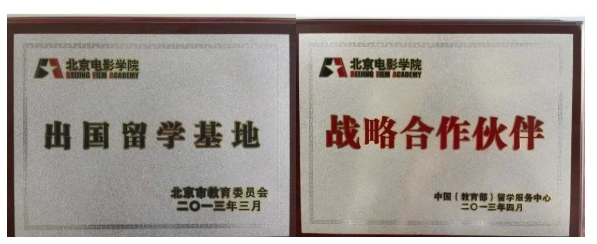 北京电影学院
BEIJING FILM ACADEMY
出国留学基地
北京市教育委员会
二〇一三年三月
北京电影学院
BEIJING FILM ACADEMY
战略合作伙伴
中国(教育部)留学服务中心
二〇一三年四月